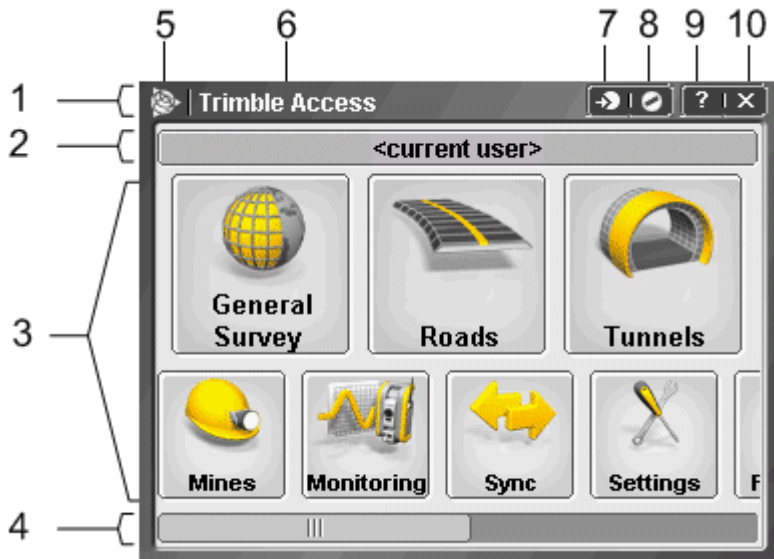 5 6 7 8 9 10
1 Trimble Access ? X
2 <current user>
3
General Survey
Roads
Tunnels
Mines
Monitoring
Sync
Settings
4